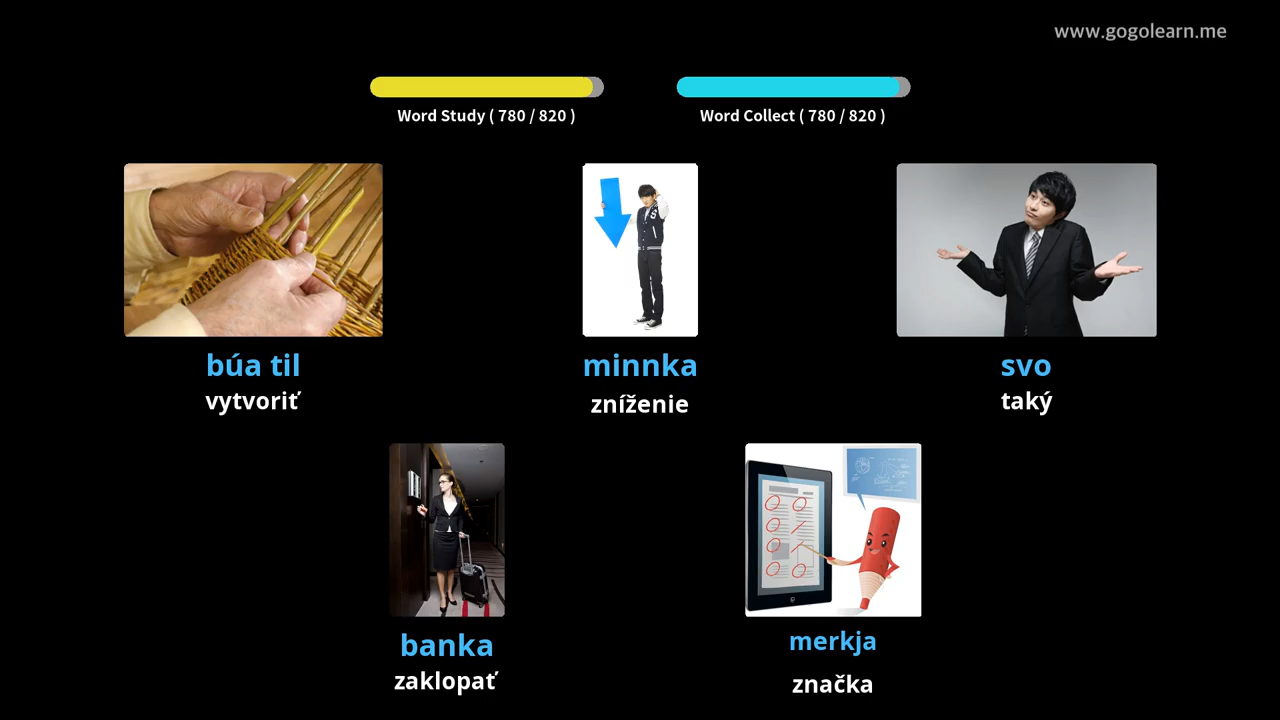 www.gogolearn.me
Word Study ( 780 / 820 )
Word Collect ( 780 / 820 )
búa til
vytvoriť
minnka
zníženie
svo
taký
banka
zaklopať
merkja
značka